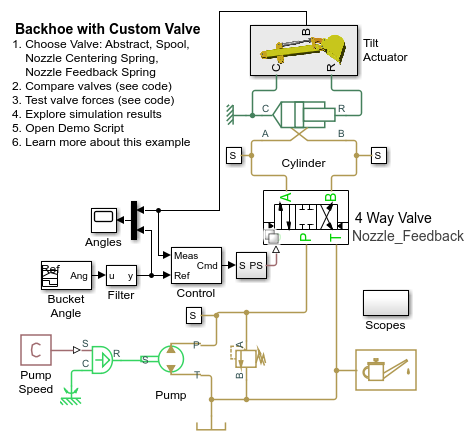 Backhoe with Custom Valve
1. Choose Valve: Abstract, Spool,
Nozzle Centering Spring,
Nozzle Feedback Spring
2. Compare valves (see code)
3. Test valve forces (see code)
4. Explore simulation results
5. Open Demo Script
6. Learn more about this example
B
C
R
Tilt
Actuator
C
R
A
B
S
S
Cylinder
A
B
P
T
4 Way Valve
Nozzle_Feedback
Angles
Meas
Ref
Cmd
Control
S PS
Ref
Ang
Bucket
Angle
u
y
Filter
S
Scopes
C
Pump
Speed
S
C
R
S
P
T
Pump
A
B